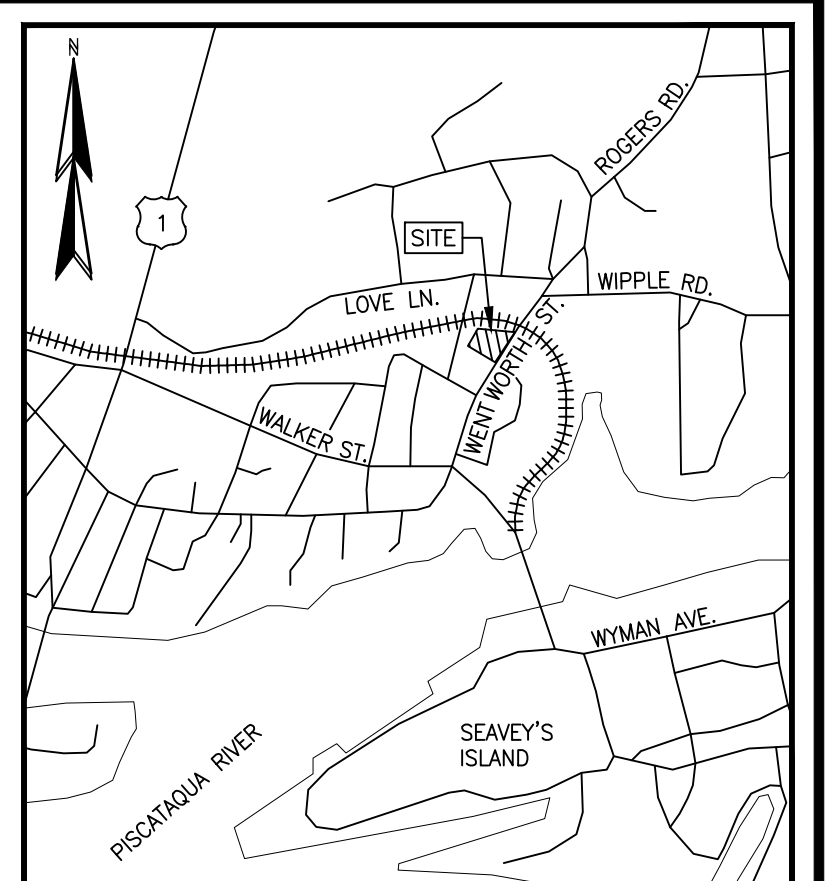 N
ROGERS RD.
1
SITE
WIPPLE RD.
LOVE LN.
WENT WORTH ST.
WALKER ST.
WYMAN AVE.
SEAVEY'S
ISLAND
PISCATAQUA RIVER